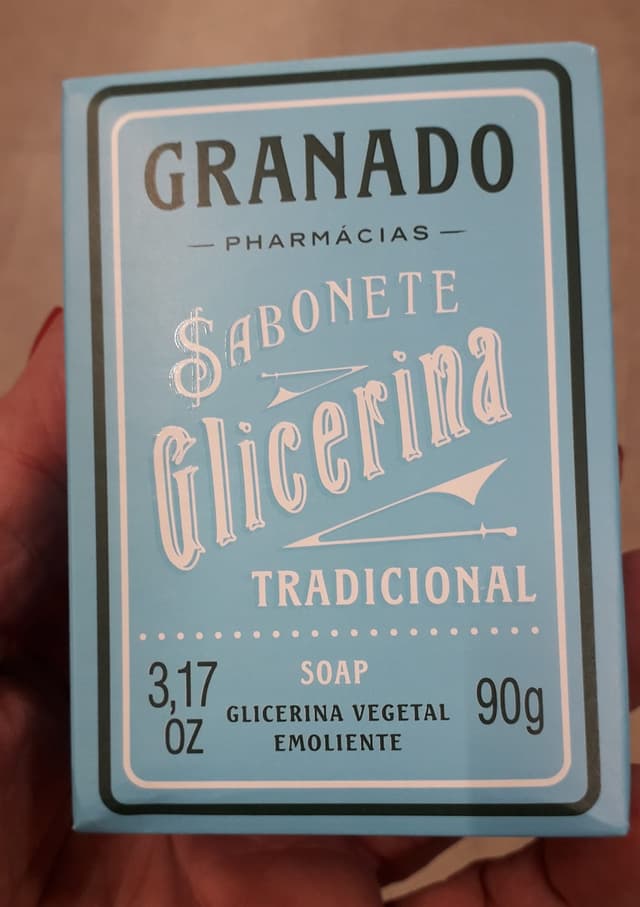 GRANADO
— PHARMÁCIAS —
SABONETE
Glicerina
TRADICIONAL
3,17 OZ
SOAP
GLICERINA VEGETAL
EMOLIENTE
90g